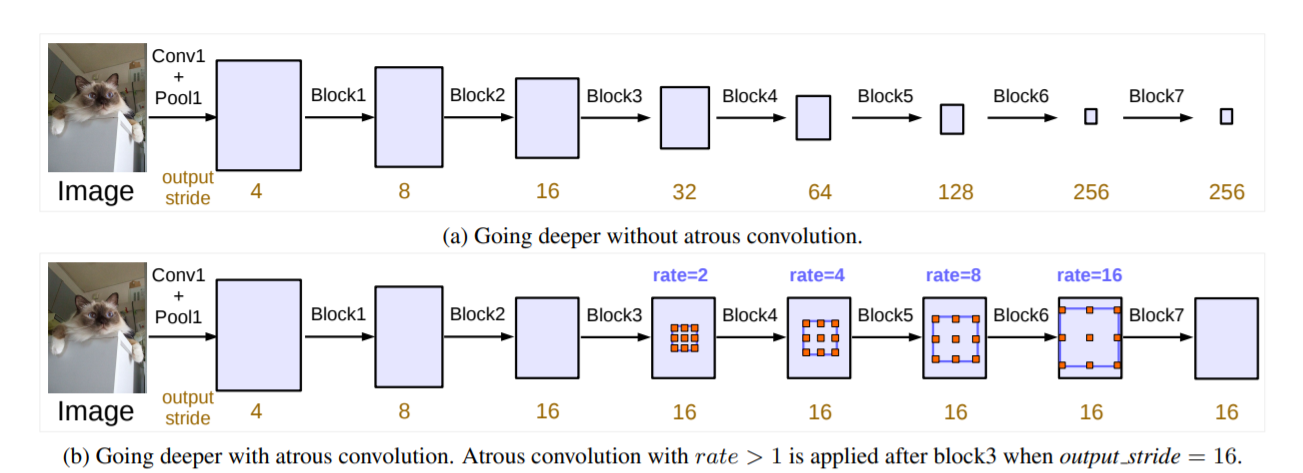 Conv1
+
Pool1
Block1 Block2 Block3 Block4 Block5 Block6 Block7
Image
output
stride
4 8 16 32 64 128 256 256
(a) Going deeper without atrous convolution.
rate=2 rate=4 rate=8 rate=16
Conv1
+
Pool1
Block1 Block2 Block3 Block4 Block5 Block6 Block7
Image
output
stride
4 8 16 16 16 16 16 16
(b) Going deeper with atrous convolution. Atrous convolution with rate > 1 is applied after block3 when output_stride = 16.